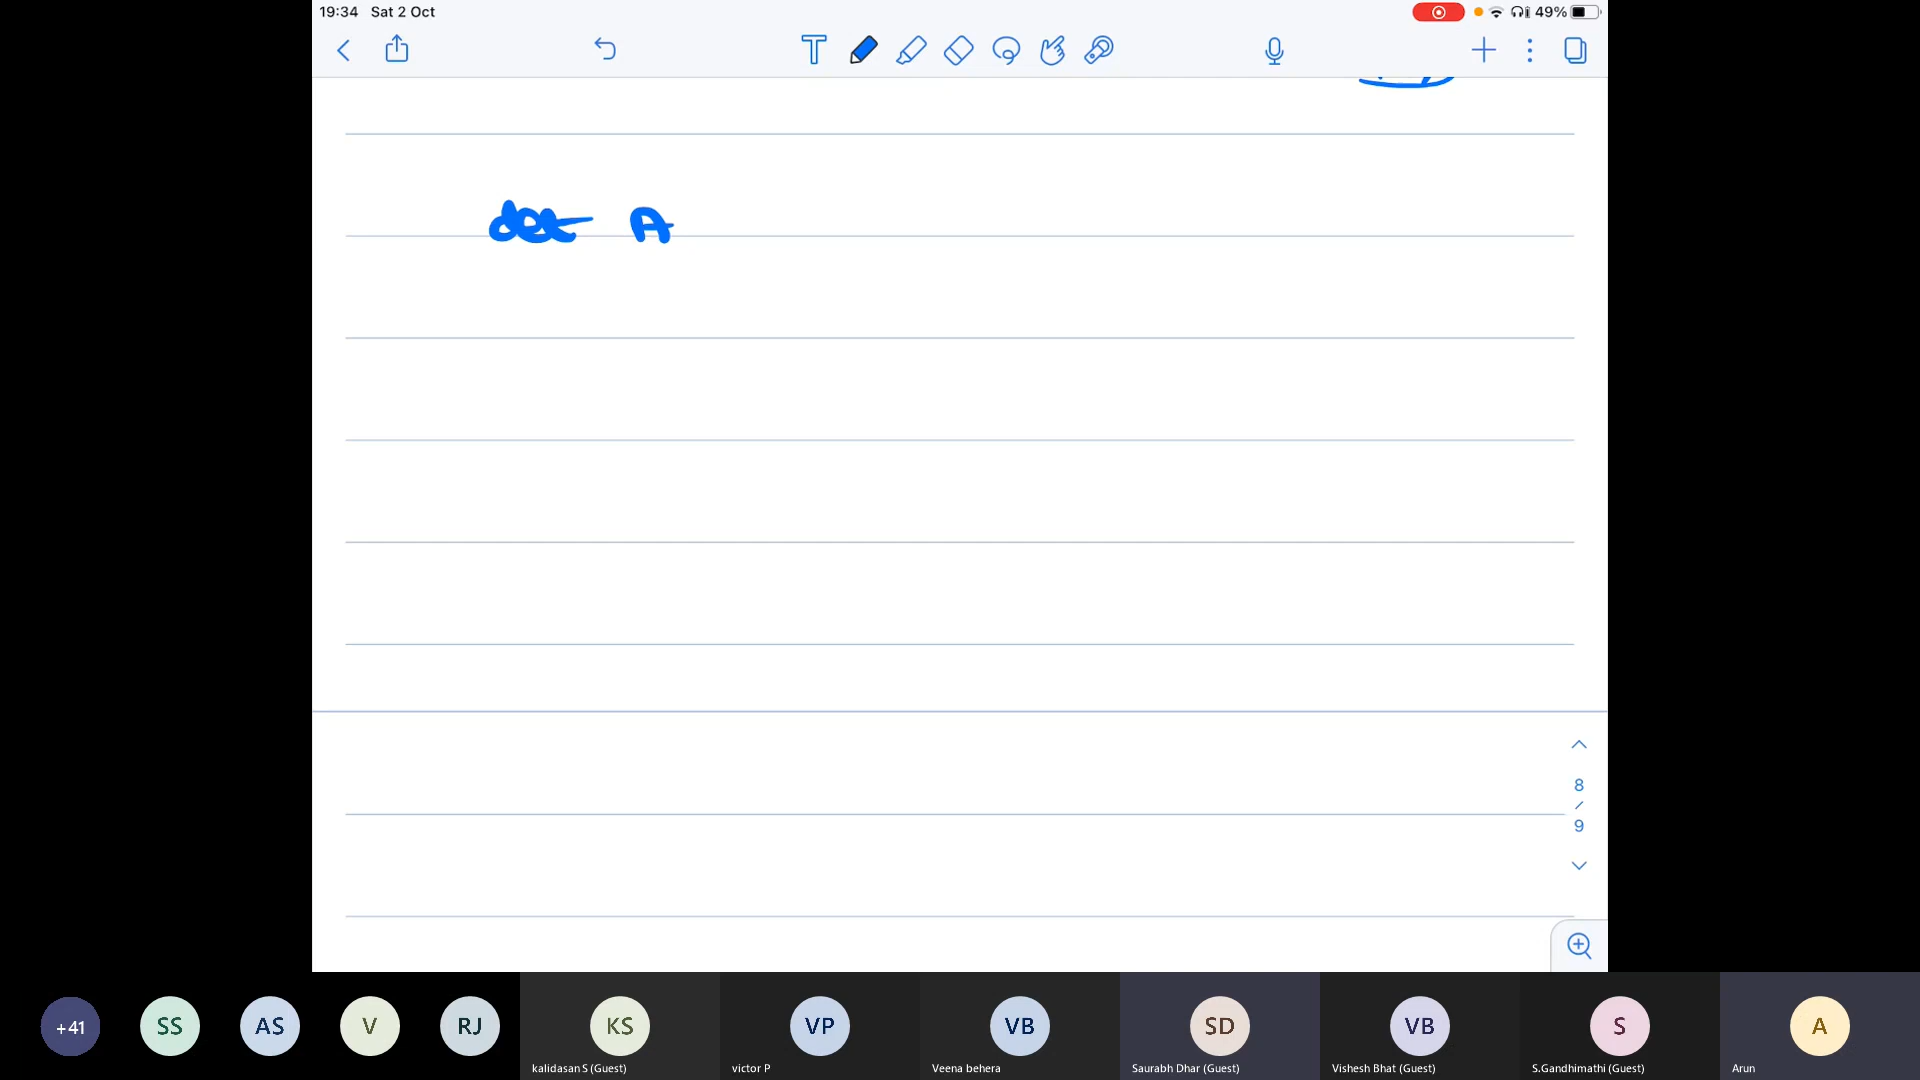 19:34 Sat 2 Oct 49%
det A
8
/
9
+41 SS AS V RJ KS VP VB SD VB S A
kalidasan S (Guest) victor P Veena behera Saurabh Dhar (Guest) Vishesh Bhat (Guest) S.Gandhimathi (Guest) Arun